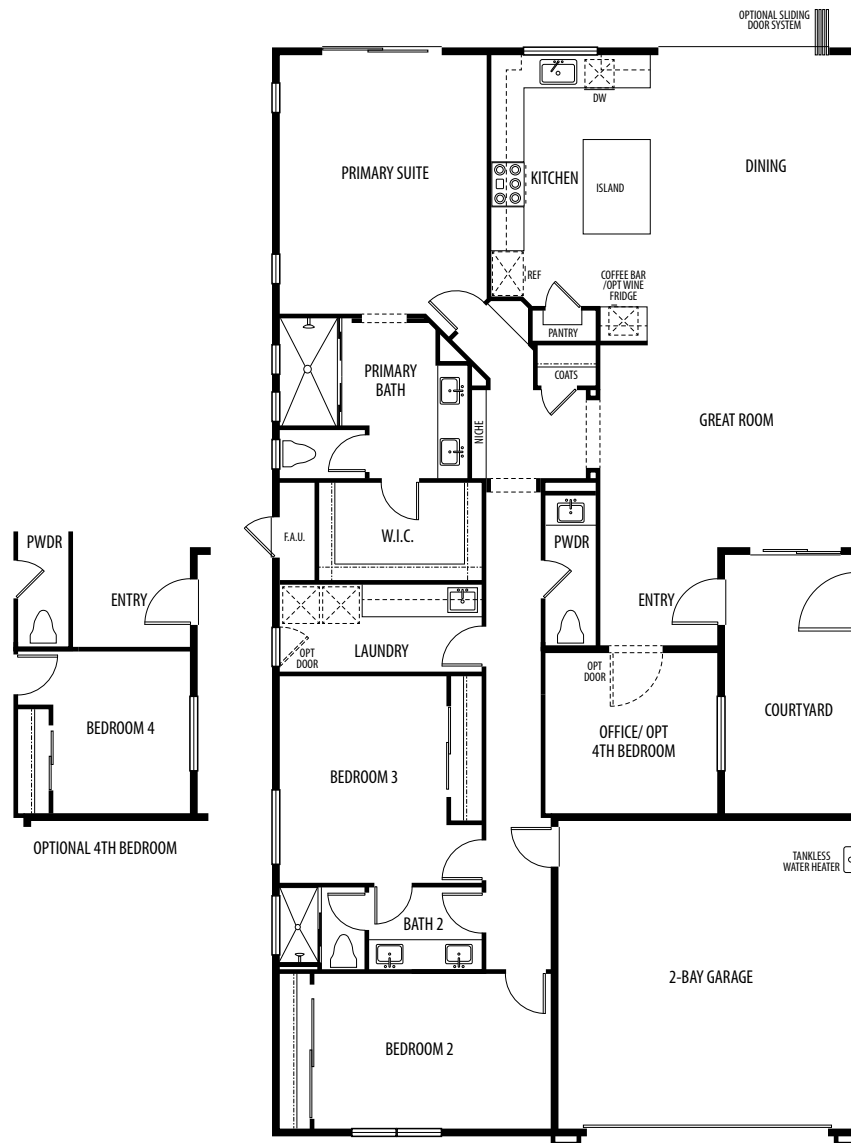 OPTIONAL SLIDING
DOOR SYSTEM
DW
PRIMARY SUITE
KITCHEN
ISLAND
DINING
REF
COFFEE BAR
/OPT WINE
FRIDGE
PANTRY
PRIMARY
BATH
COATS
NICHE
GREAT ROOM
F.A.U.
W.I.C.
PWDR
ENTRY
PWDR
ENTRY
LAUNDRY
OPT
DOOR
OPT
DOOR
BEDROOM 4
OFFICE/ OPT
4TH BEDROOM
COURTYARD
BEDROOM 3
OPTIONAL 4TH BEDROOM
TANKLESS
WATER HEATER
BATH 2
2-BAY GARAGE
BEDROOM 2